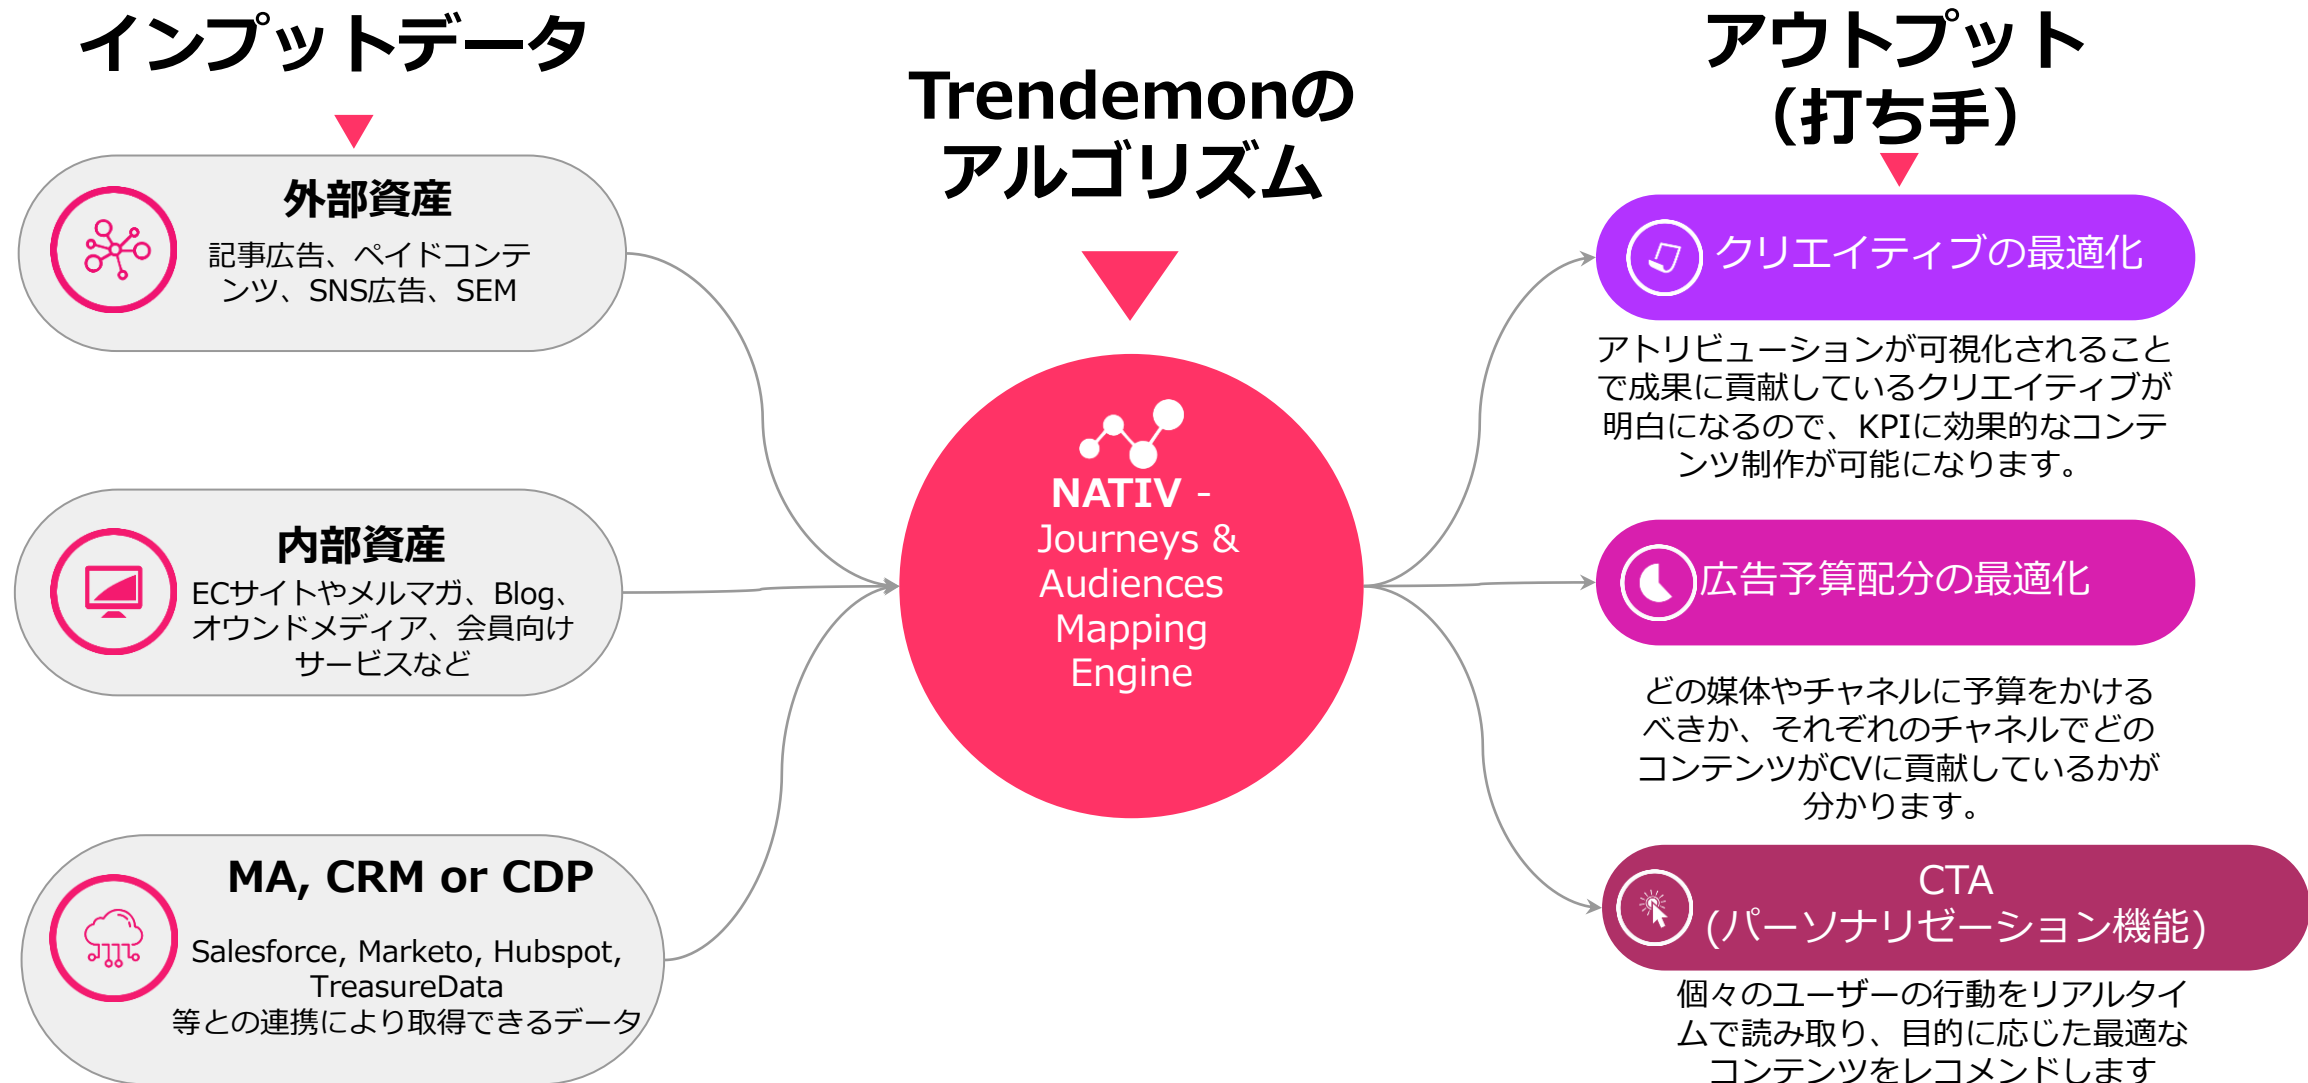 インプットデータ
外部資産
記事広告、ペイドコンテ
ンツ、SNS広告、SEM
内部資産
ECサイトやメルマガ、Blog、
オウンドメディア、会員向け
サービスなど
MA, CRM or CDP
Salesforce, Marketo, Hubspot,
TreasureData
等との連携により取得できるデータ
Trendemonの
アルゴリズム
NATIV -
Journeys &
Audiences
Mapping
Engine
アウトプット
（打ち手）
クリエイティブの最適化
アトリビューションが可視化されること
で成果に貢献しているクリエイティブが
明白になるので、KPIに効果的なコンテ
ンツ制作が可能になります。
広告予算配分の最適化
どの媒体やチャネルに予算をかける
べきか、それぞれのチャネルでどの
コンテンツがCVに貢献しているかが
分かります。
CTA
(パーソナリゼーション機能)
個々のユーザーの行動をリアルタイ
ムで読み取り、目的に応じた最適な
コンテンツをレコメンドします